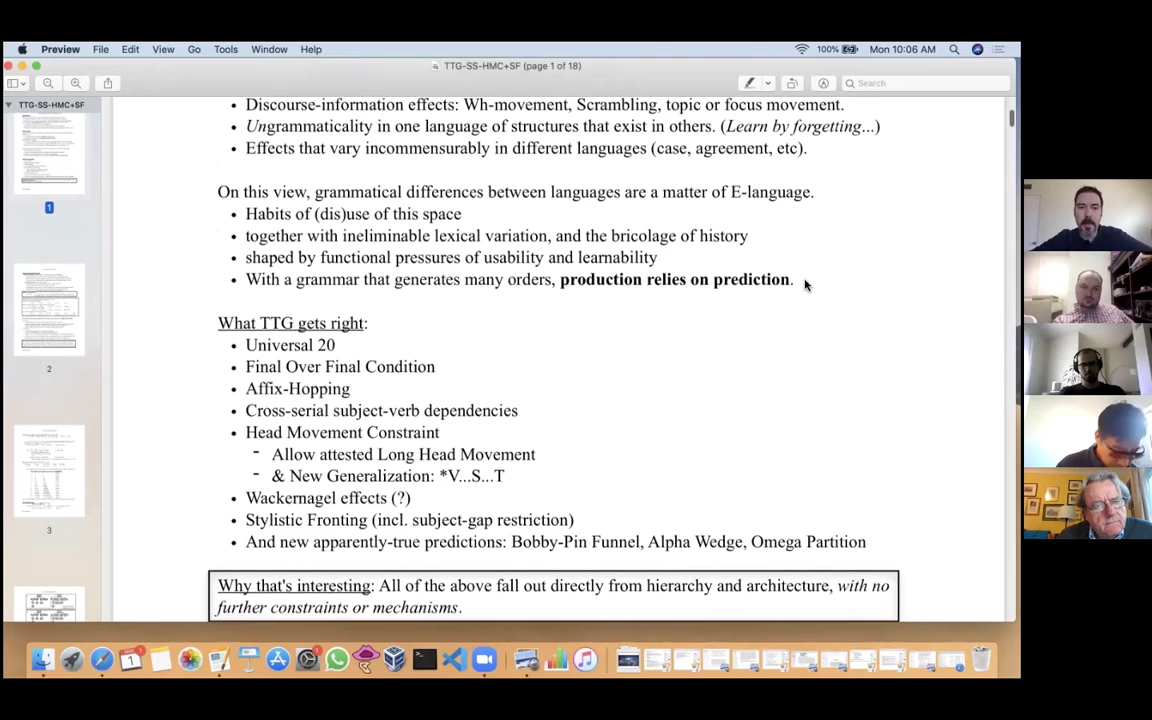 Preview File Edit View Go Tools Window Help 100% Mon 10:06 AM
TTG-SS-HMC+SF (page 1 of 18)
Search
TTG-SS-HMC+SF
• Discourse-information effects: Wh-movement, Scrambling, topic or focus movement.
• Ungrammaticality in one language of structures that exist in others. (Learn by forgetting...)
• Effects that vary incommensurably in different languages (case, agreement, etc).
On this view, grammatical differences between languages are a matter of E-language.
• Habits of (dis)use of this space
• together with ineliminable lexical variation, and the bricolage of history
• shaped by functional pressures of usability and learnability
• With a grammar that generates many orders, production relies on prediction.
What TTG gets right:
• Universal 20
• Final Over Final Condition
• Affix-Hopping
• Cross-serial subject-verb dependencies
• Head Movement Constraint
- Allow attested Long Head Movement
- & New Generalization: *V...S...T
• Wackernagel effects (?)
• Stylistic Fronting (incl. subject-gap restriction)
• And new apparently-true predictions: Bobby-Pin Funnel, Alpha Wedge, Omega Partition
Why that's interesting: All of the above fall out directly from hierarchy and architecture, with no
further constraints or mechanisms.
1
2
3